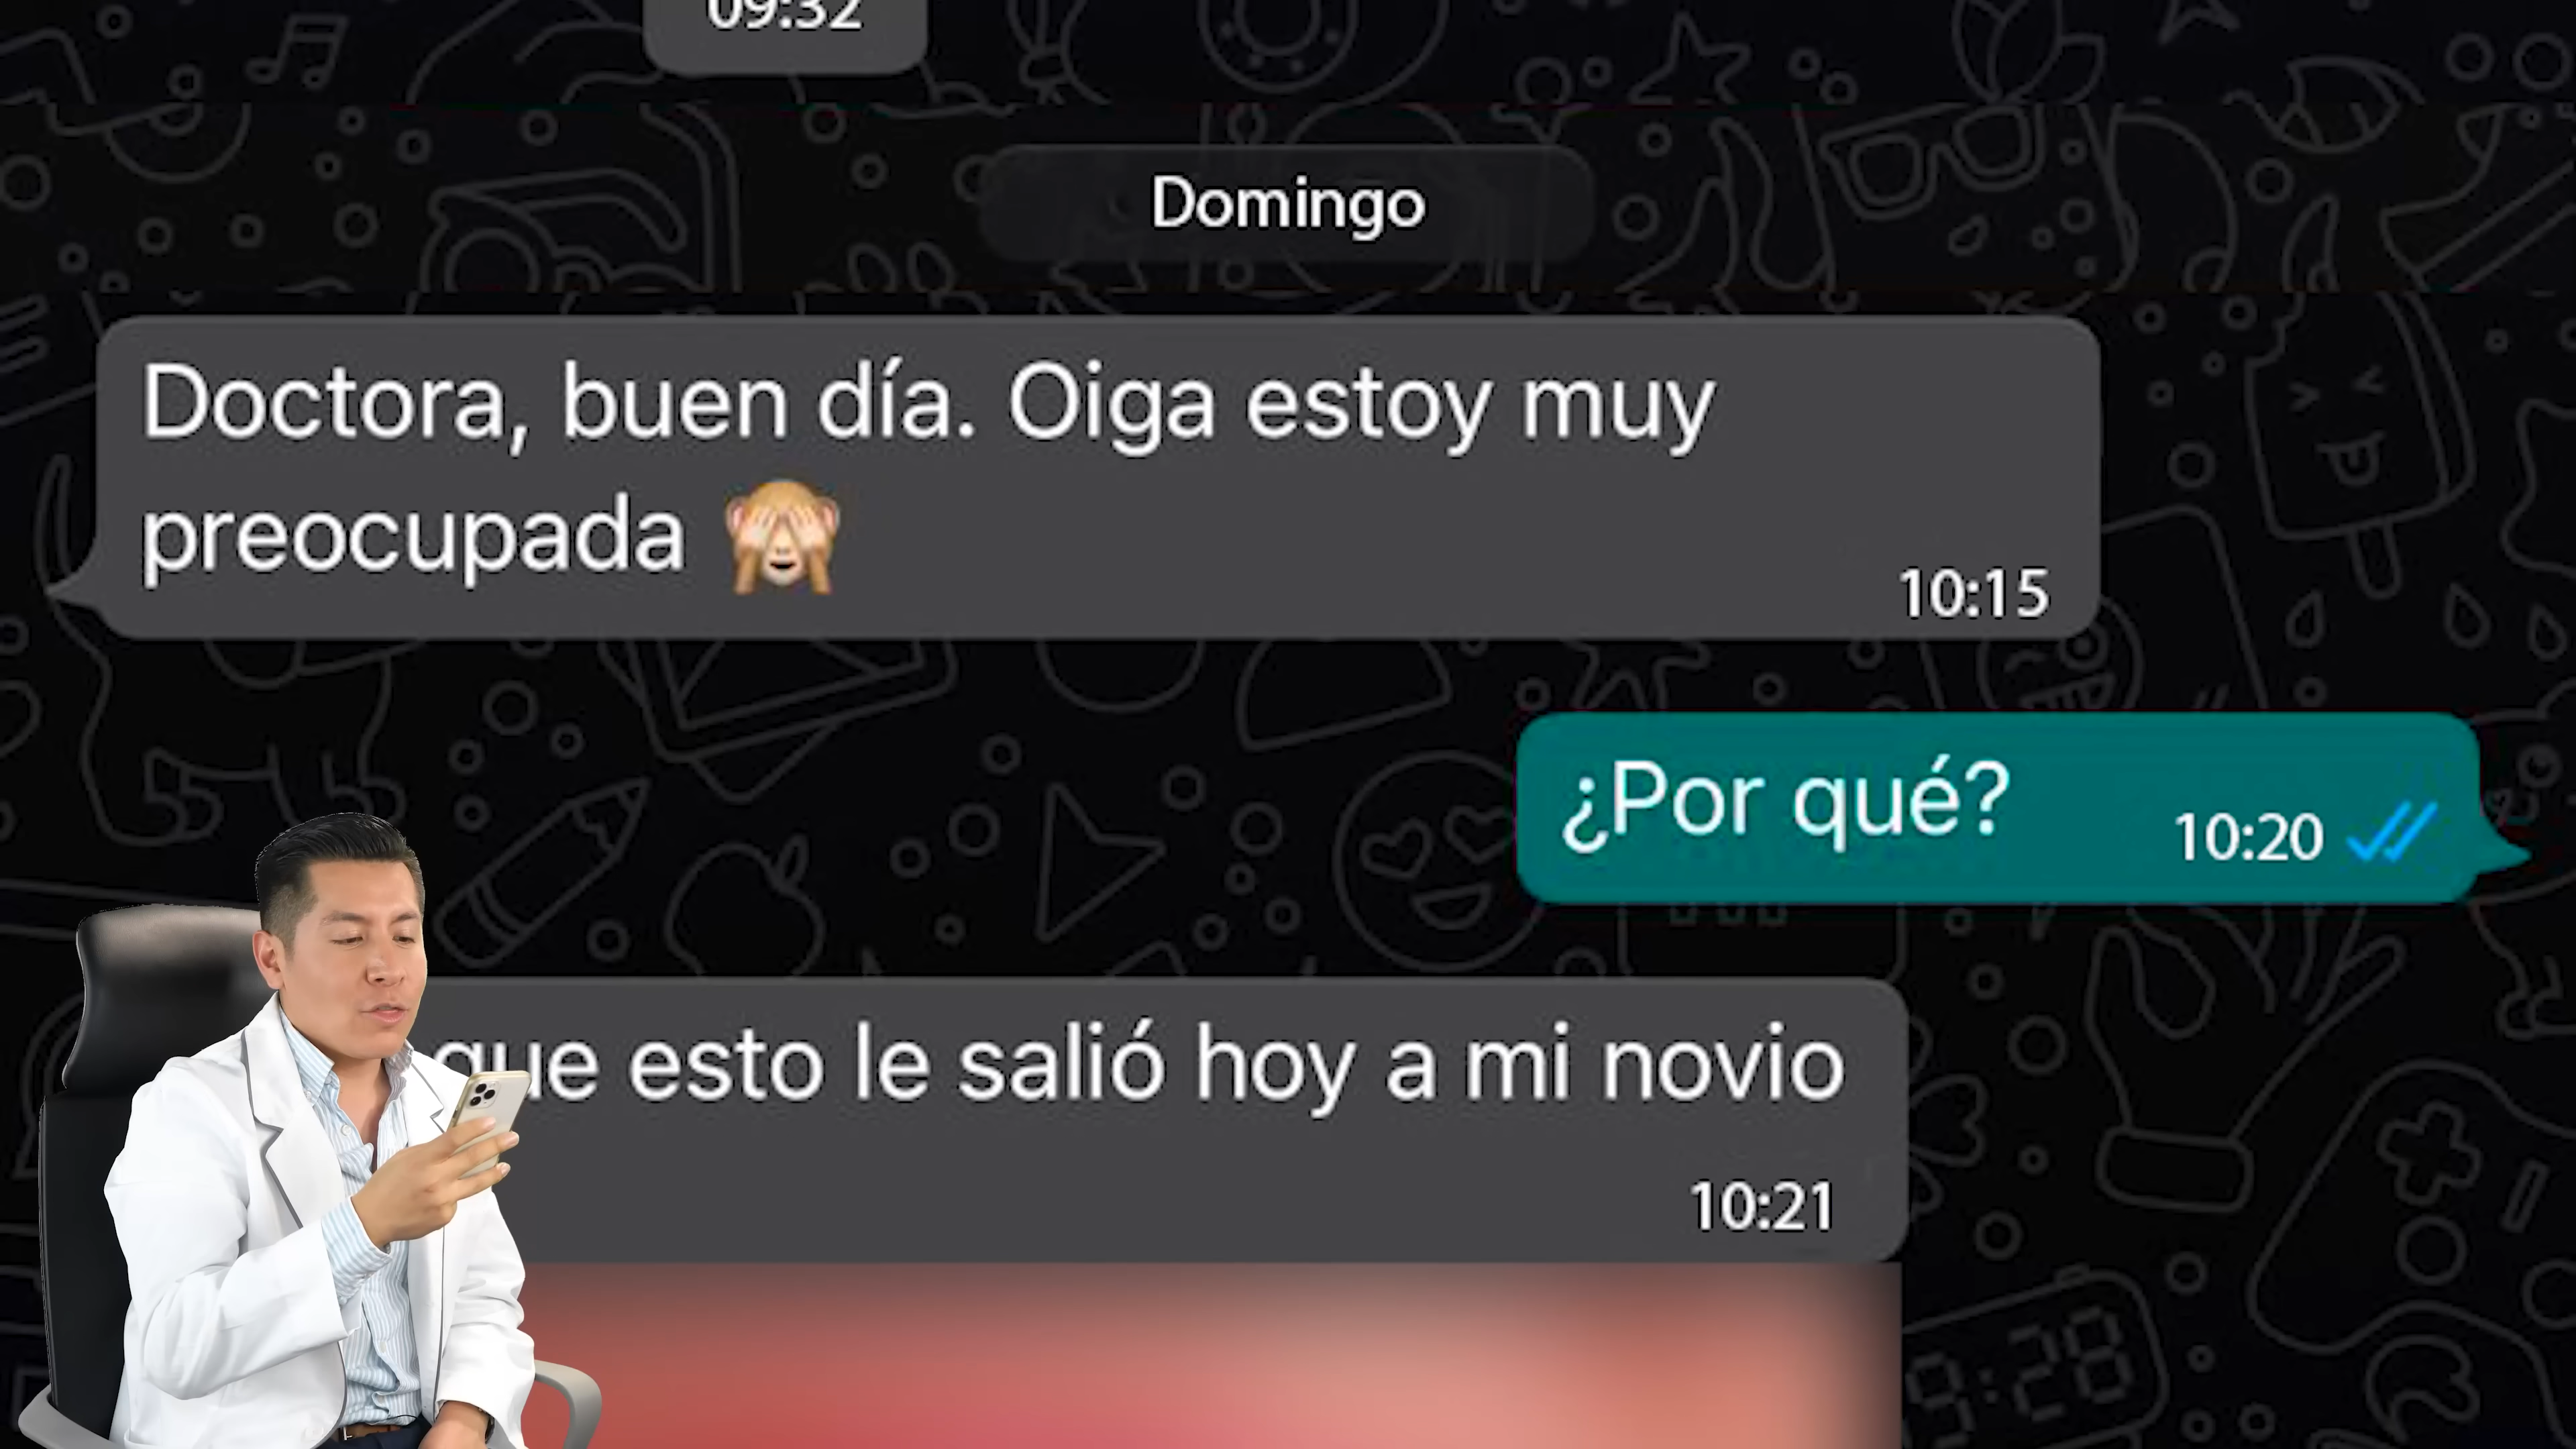 09:32
Domingo
Doctora, buen día. Oiga estoy muy
preocupada 🙈
10:15
¿Por qué?
10:20
que esto le salió hoy a mi novio
10:21